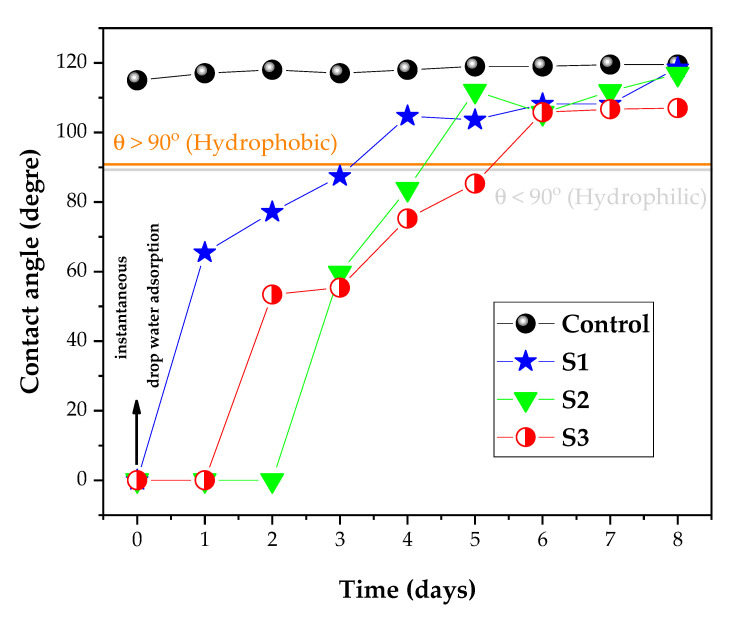 120
100
80
60
40
20
0
Contact angle (degre)
θ > 90º (Hydrophobic)
θ < 90º (Hydrophilic)
instantaneous
drop water adsorption
Control
S1
S2
S3
0 1 2 3 4 5 6 7 8
Time (days)